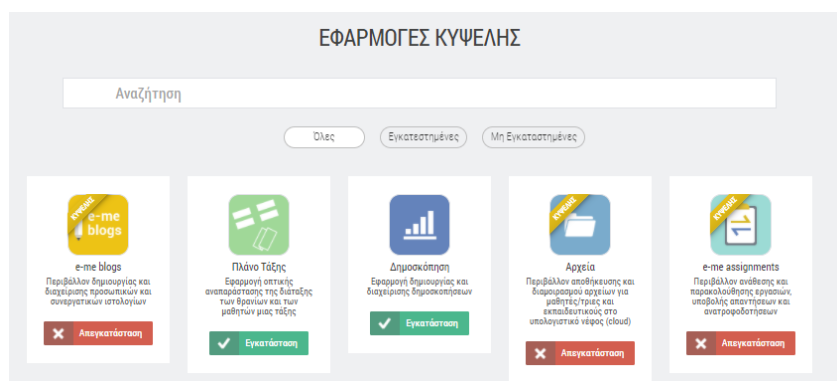 ΕΦΑΡΜΟΓΕΣ ΚΥΨΕΛΗΣ
Αναζήτηση
Όλες
Εγκατεστημένες
Μη Εγκαταστημένες
ΚΥΨΕΛΗΣ
e-me
blogs
e-me blogs
Περιβάλλον δημιουργίας και
διαχείρισης προσωπικών και
συνεργατικών ιστολογίων
Απεγκατάσταση
Πλάνο Τάξης
Εφαρμογή οπτικής
αναπαράστασης της διάταξης
των θρανίων και των
μαθητών μιας τάξης
Εγκατάσταση
Δημοσκόπηση
Εφαρμογή δημιουργίας και
διαχείρισης δημοσκοπήσεων
Εγκατάσταση
ΚΥΨΕΛΗΣ
Αρχεία
Περιβάλλον αποθήκευσης και
διαμοιρασμού αρχείων για
μαθητές/τριες και
εκπαιδευτικούς στο
υπολογιστικό νέφος (cloud)
Απεγκατάσταση
ΚΥΨΕΛΗΣ
e-me assignments
Περιβάλλον ανάθεσης και
παρακολούθησης εργασιών,
υποβολής απαντήσεων και
ανατροφοδοτήσεων
Απεγκατάσταση